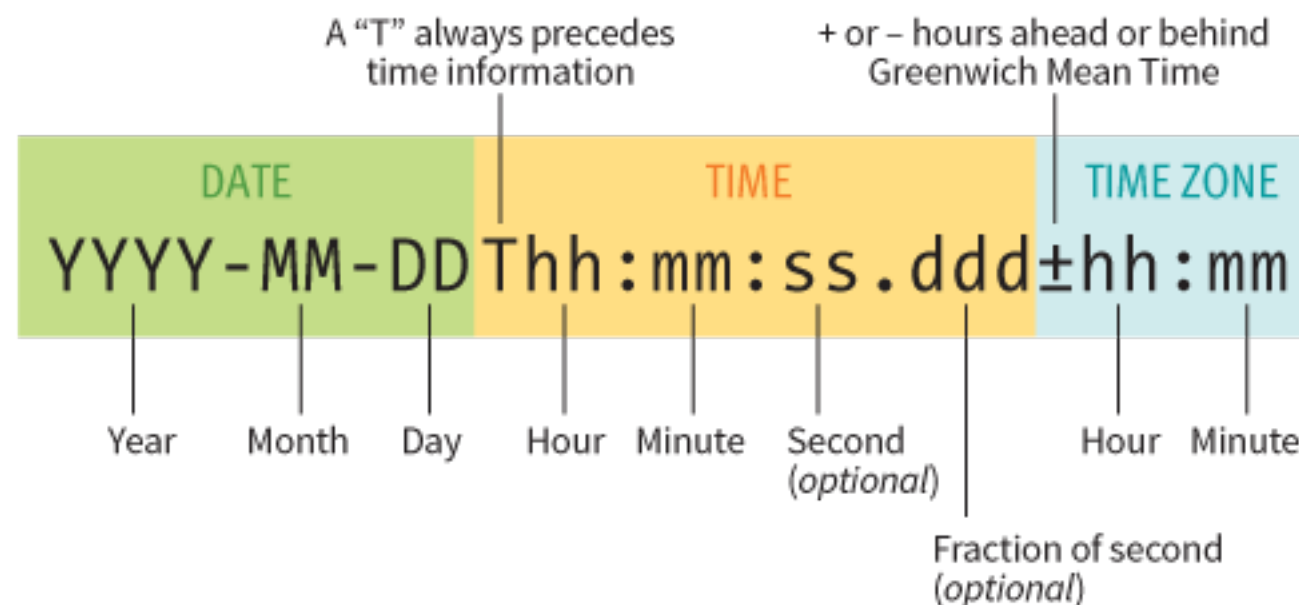 A “T” always precedes
time information
+ or – hours ahead or behind
Greenwich Mean Time
DATE
TIME
TIME ZONE
YYYY-MM-DDThh:mm:ss.ddd±hh:mm
Year
Month
Day
Hour
Minute
Second
(optional)
Hour
Minute
Fraction of second
(optional)